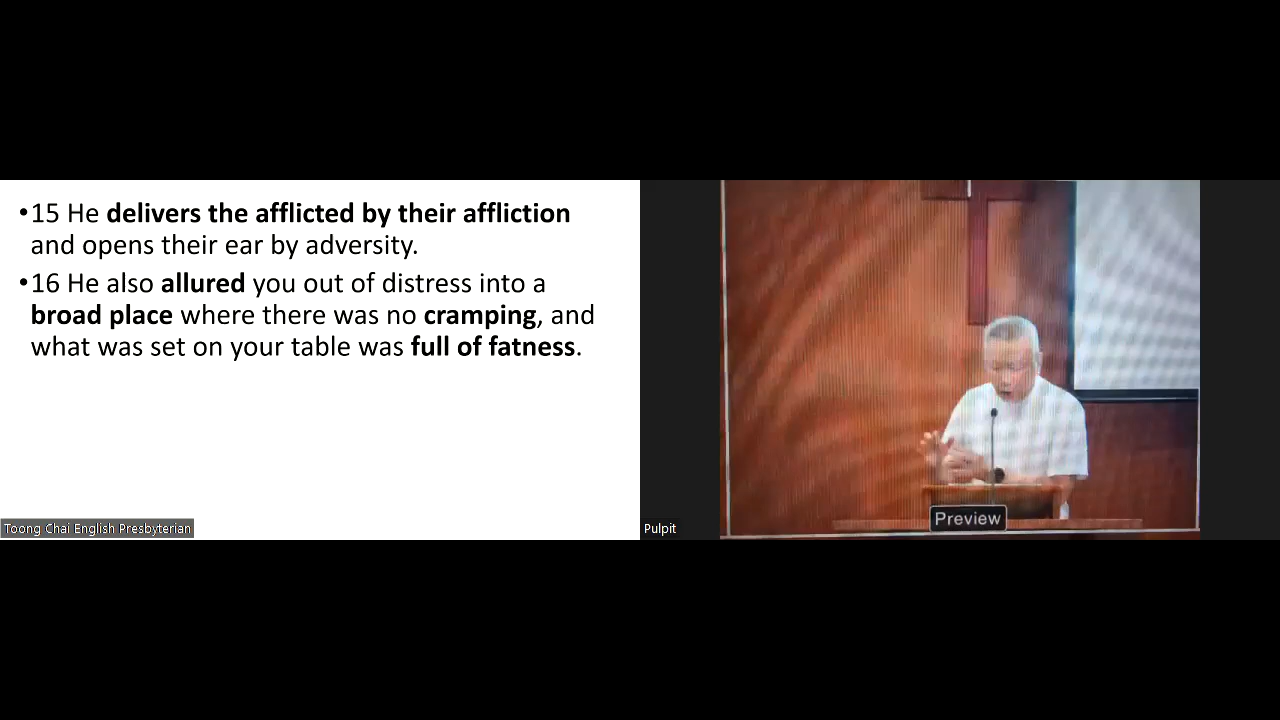 •15 He delivers the afflicted by their affliction
and opens their ear by adversity.
•16 He also allured you out of distress into a
broad place where there was no cramping, and
what was set on your table was full of fatness.
Toong Chai English Presbyterian
Preview
Pulpit